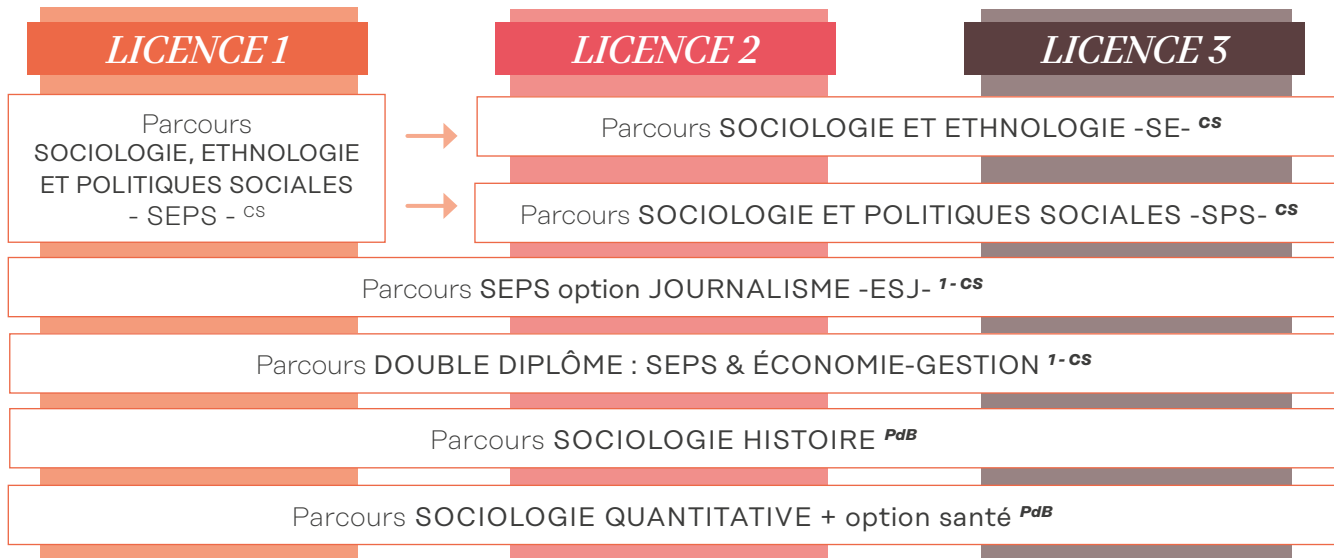 LICENCE 1
LICENCE 2
LICENCE 3
Parcours
SOCIOLOGIE, ETHNOLOGIE
ET POLITIQUES SOCIALES
- SEPS - CS
Parcours SOCIOLOGIE ET ETHNOLOGIE -SE- CS
Parcours SOCIOLOGIE ET POLITIQUES SOCIALES -SPS- CS
Parcours SEPS option JOURNALISME -ESJ- 1 - CS
Parcours DOUBLE DIPLÔME : SEPS & ÉCONOMIE-GESTION 1 - CS
Parcours SOCIOLOGIE HISTOIRE PdB
Parcours SOCIOLOGIE QUANTITATIVE + option santé PdB